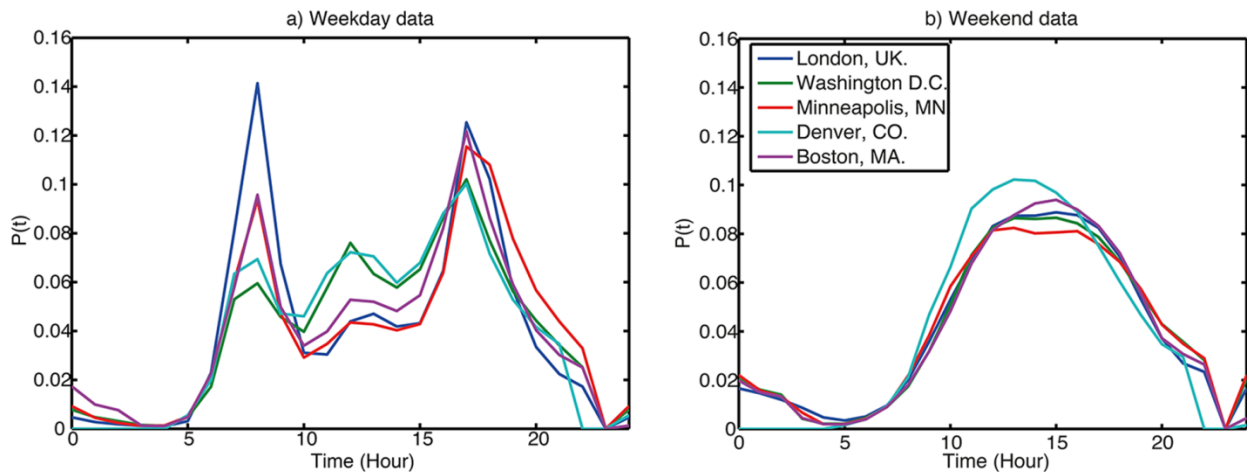 a) Weekday data
0.16
0.14
0.12
0.1
0.08
0.06
0.04
0.02
0
P(t)
0 5 10 15 20
Time (Hour)
b) Weekend data
0.16
0.14
0.12
0.1
0.08
0.06
0.04
0.02
0
P(t)
London, UK.
Washington D.C.
Minneapolis, MN
Denver, CO.
Boston, MA.
0 5 10 15 20
Time (Hour)